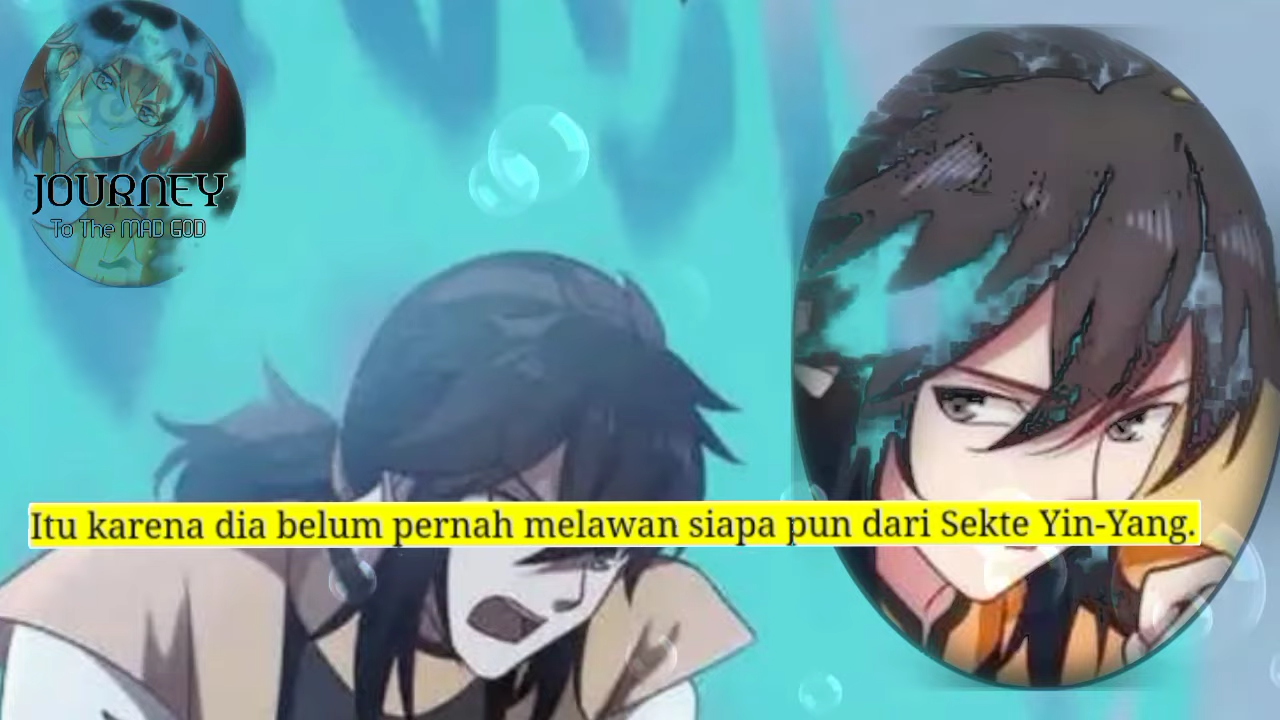 JOURNEY
To The MAD GOD
Itu karena dia belum pernah melawan siapa pun dari Sekte Yin-Yang.